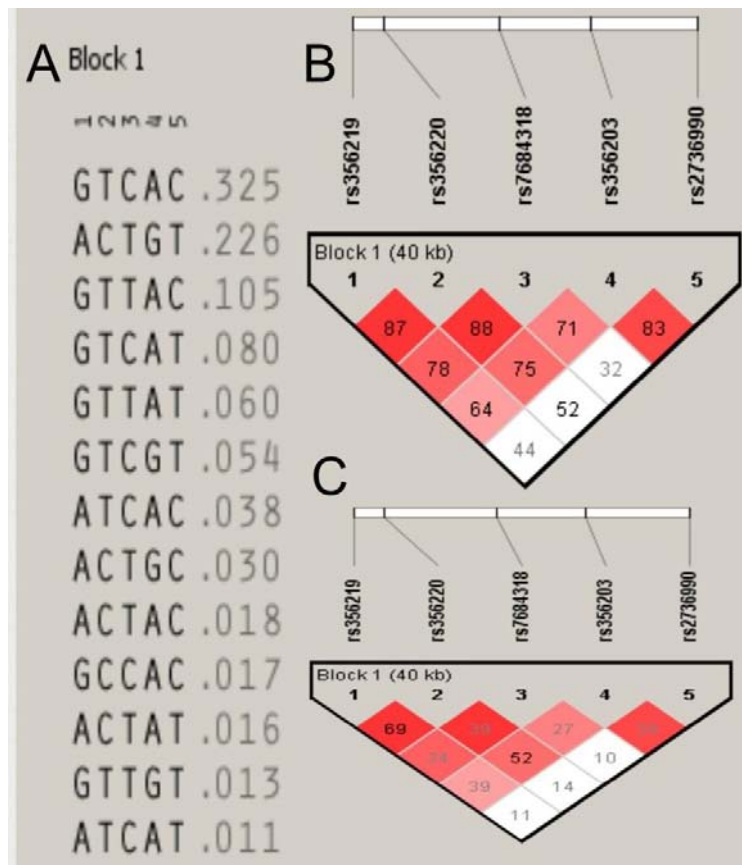 A Block 1
1 2 3 4 5
GTCAC .325
ACTGT .226
GTTAC .105
GTCAT .080
GTTAT .060
GTCGT .054
ATCAC .038
ACTGC .030
ACTAC .018
GCCAC .017
ACTAT .016
GTTGT .013
ATCAT .011
B
rs356219 rs356220 rs7684318 rs356203 rs2736990
Block 1 (40 kb)
1 2 3 4 5
87 88 71 83
78 75 32
64 52
44
C
rs356219 rs356220 rs7684318 rs356203 rs2736990
Block 1 (40 kb)
1 2 3 4 5
69 39 27
52 10
39 14
11